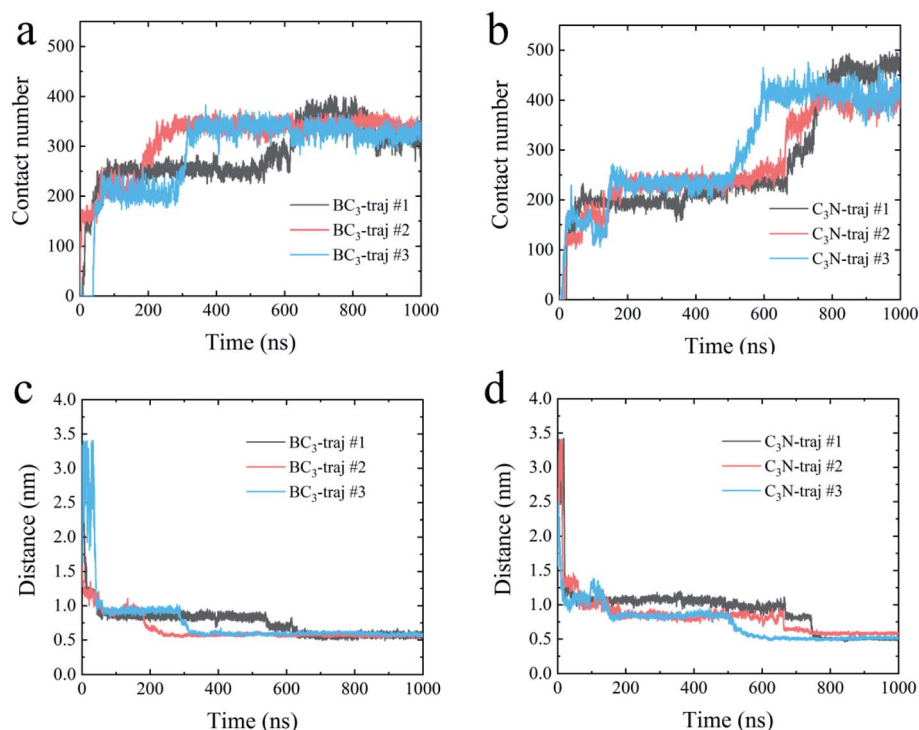 a
Contact number
500
400
300
200
100
0
BC₃-traj #1
BC₃-traj #2
BC₃-traj #3
0 200 400 600 800 1000
Time (ns)
b
Contact number
500
400
300
200
100
0
C₃N-traj #1
C₃N-traj #2
C₃N-traj #3
0 200 400 600 800 1000
Time (ns)
c
Distance (nm)
4.0
3.5
3.0
2.5
2.0
1.5
1.0
0.5
0.0
BC₃-traj #1
BC₃-traj #2
BC₃-traj #3
0 200 400 600 800 1000
Time (ns)
d
Distance (nm)
4.0
3.5
3.0
2.5
2.0
1.5
1.0
0.5
0.0
C₃N-traj #1
C₃N-traj #2
C₃N-traj #3
0 200 400 600 800 1000
Time (ns)